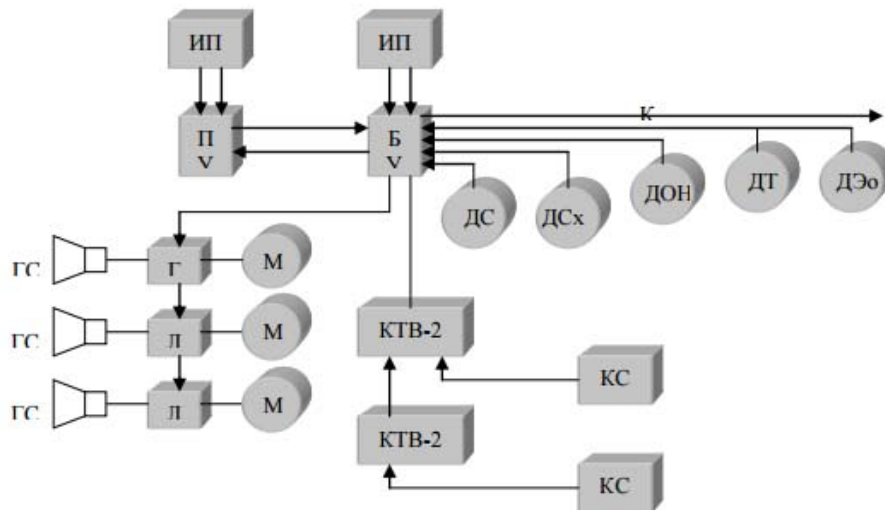 ИП
ИП
К
П
У
Б
У
ДС
ДСх
ДОН
ДТ
ДЭо
ГС
Г
М
ГС
Л
М
КТВ-2
КС
ГС
Л
М
КТВ-2
КС